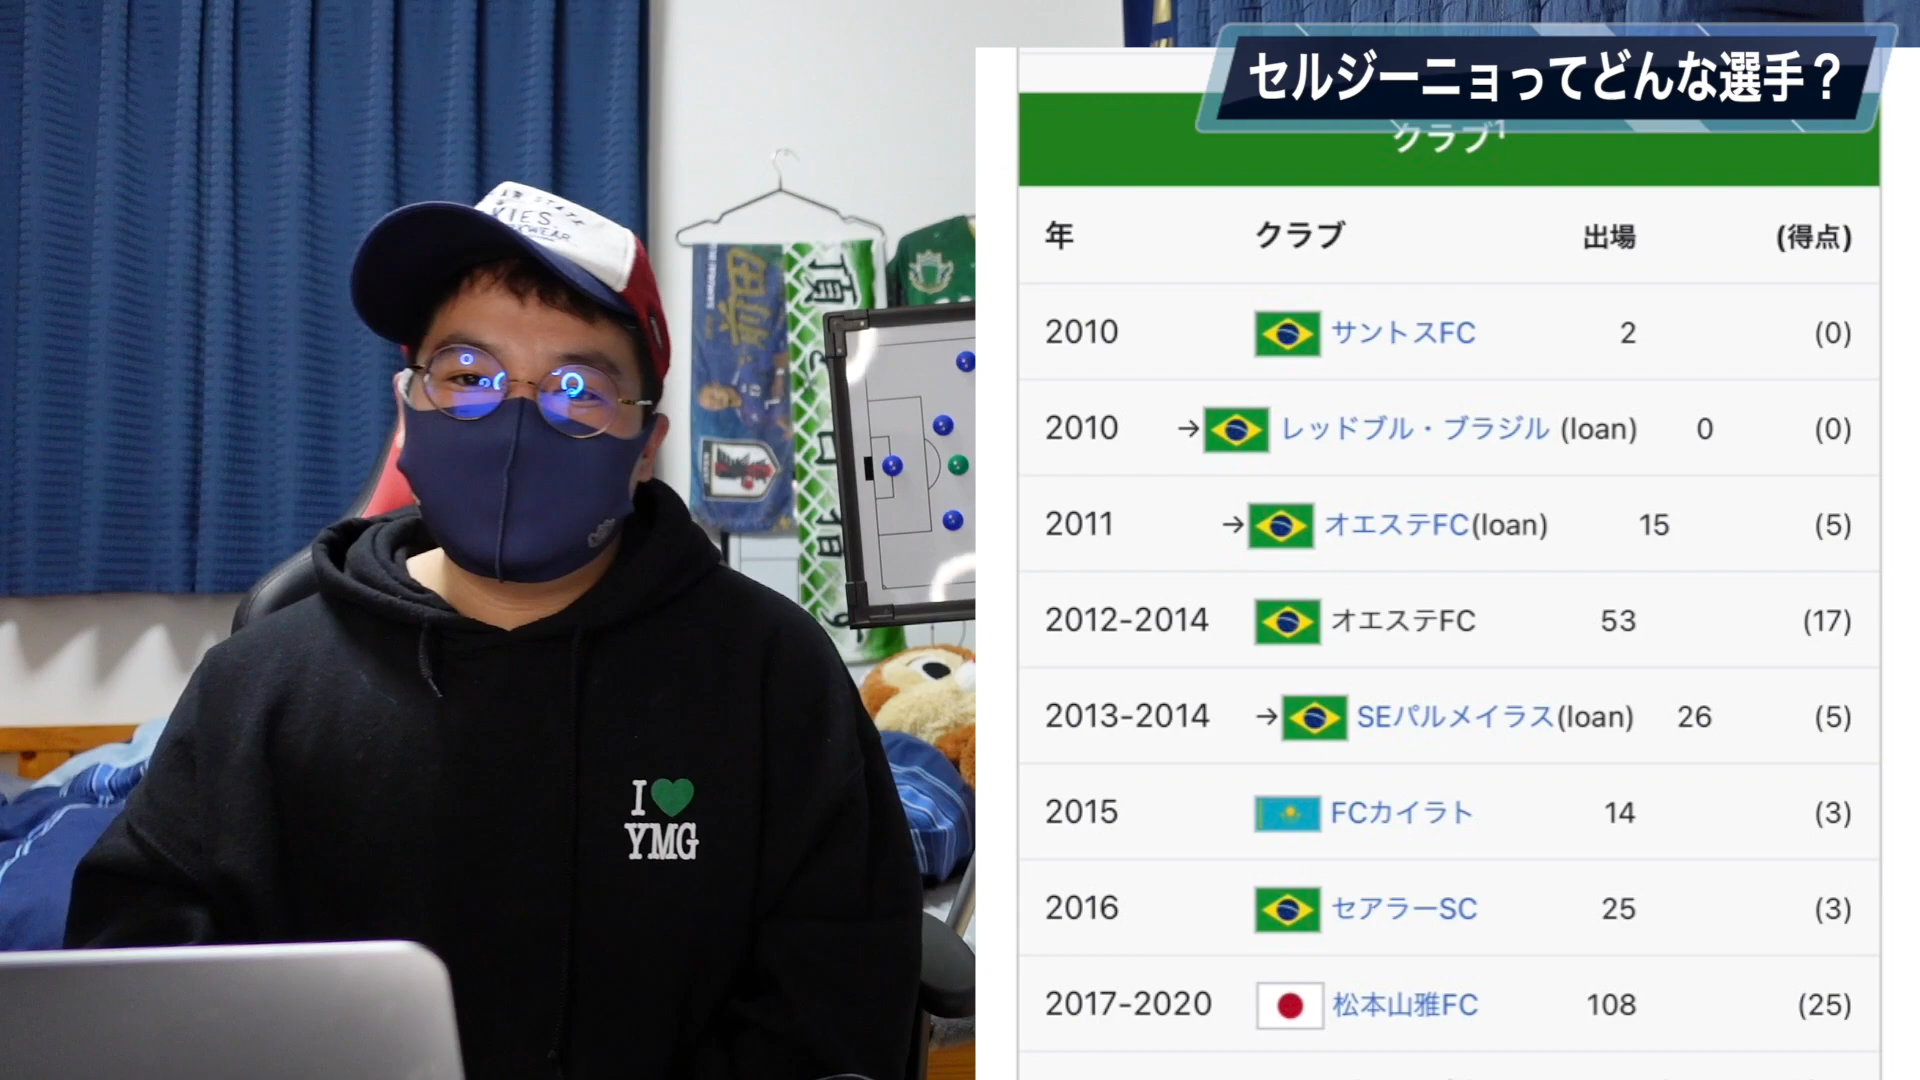 セルジーニョってどんな選手？
クラブ1
年 クラブ 出場 (得点)
2010 サントスFC 2 (0)
2010 → レッドブル・ブラジル (loan) 0 (0)
2011 → オエステFC(loan) 15 (5)
2012-2014 オエステFC 53 (17)
2013-2014 → SEパルメイラス(loan) 26 (5)
2015 FCカイラト 14 (3)
2016 セアラーSC 25 (3)
2017-2020 松本山雅FC 108 (25)
頂
I
YMG